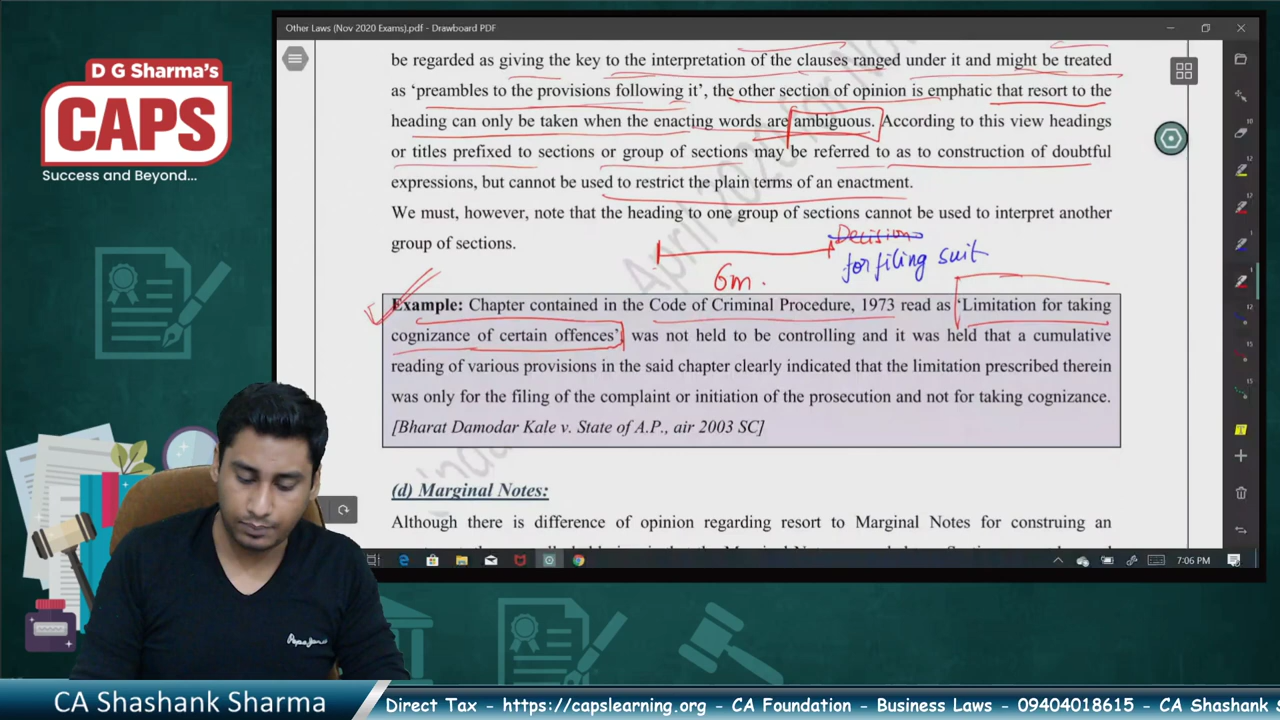 Other Laws (Nov 2020 Exams).pdf - Drawboard PDF
D G Sharma's
CAPS
Success and Beyond...
be regarded as giving the key to the interpretation of the clauses ranged under it and might be treated
as ‘preambles to the provisions following it’, the other section of opinion is emphatic that resort to the
heading can only be taken when the enacting words are ambiguous. According to this view headings
or titles prefixed to sections or group of sections may be referred to as to construction of doubtful
expressions, but cannot be used to restrict the plain terms of an enactment.
We must, however, note that the heading to one group of sections cannot be used to interpret another
group of sections.
Decision
for filing suit
6m.
Example: Chapter contained in the Code of Criminal Procedure, 1973 read as ‘Limitation for taking
cognizance of certain offences’ was not held to be controlling and it was held that a cumulative
reading of various provisions in the said chapter clearly indicated that the limitation prescribed therein
was only for the filing of the complaint or initiation of the prosecution and not for taking cognizance.
[Bharat Damodar Kale v. State of A.P., air 2003 SC]
(d) Marginal Notes:
Although there is difference of opinion regarding resort to Marginal Notes for construing an
7:06 PM
CA Shashank Sharma
Direct Tax - https://capslearning.org - CA Foundation - Business Laws - 09404018615 - CA Shashank S